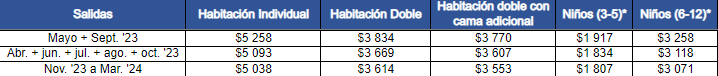 Salidas Habitación Individual Habitación Doble Habitación doble con cama adicional Niños (3-5)* Niños (6-12)*
Mayo + Sept. '23 $5 258 $3 834 $3 770 $1 917 $3 258
Abr. + jun. + jul. + ago. + oct. '23 $5 093 $3 669 $3 607 $1 834 $3 118
Nov. '23 a Mar. '24 $5 038 $3 614 $3 553 $1 807 $3 071